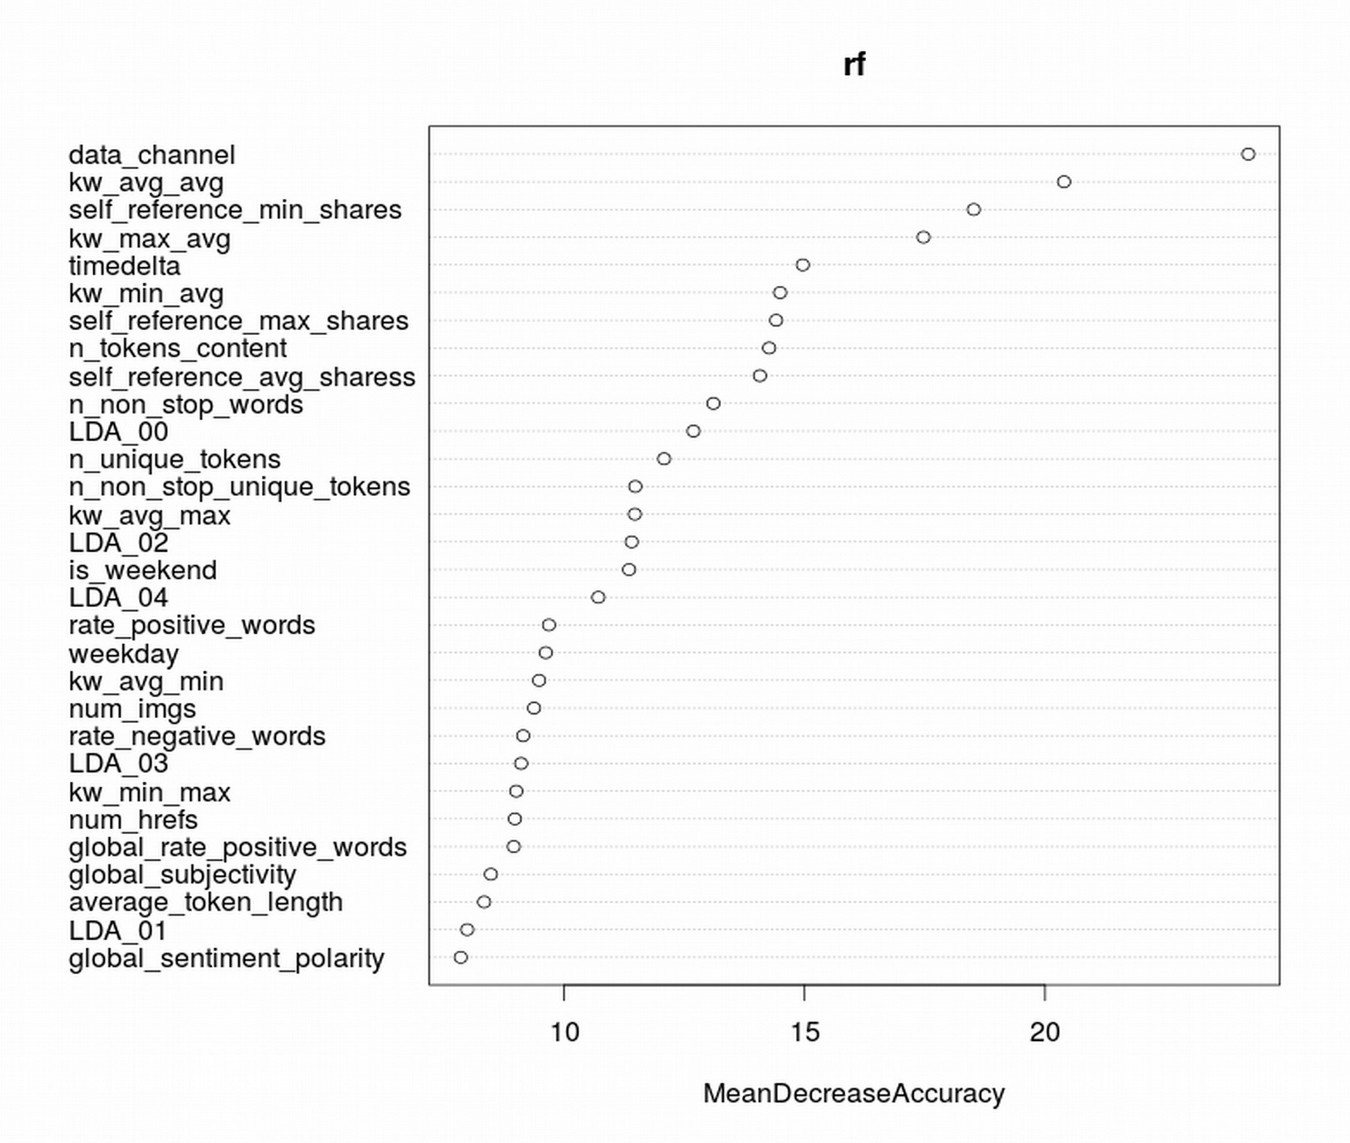 rf
data_channel
kw_avg_avg
self_reference_min_shares
kw_max_avg
timedelta
kw_min_avg
self_reference_max_shares
n_tokens_content
self_reference_avg_sharess
n_non_stop_words
LDA_00
n_unique_tokens
n_non_stop_unique_tokens
kw_avg_max
LDA_02
is_weekend
LDA_04
rate_positive_words
weekday
kw_avg_min
num_imgs
rate_negative_words
LDA_03
kw_min_max
num_hrefs
global_rate_positive_words
global_subjectivity
average_token_length
LDA_01
global_sentiment_polarity
10 15 20
MeanDecreaseAccuracy